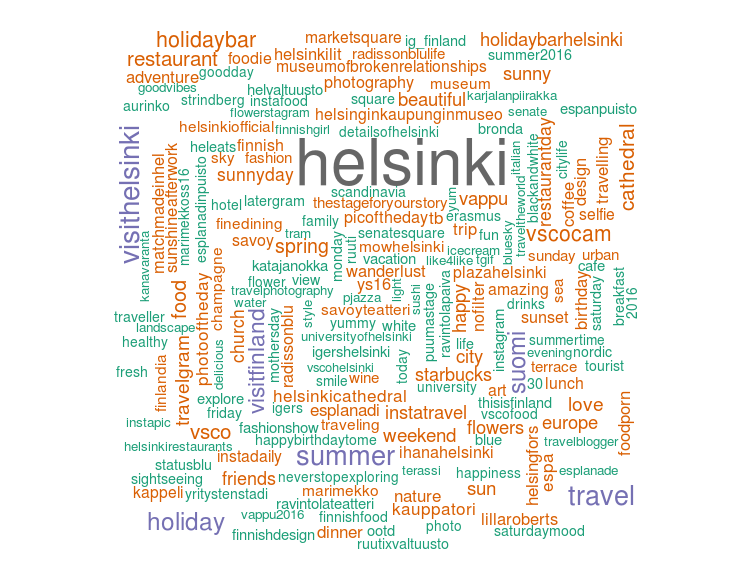 holidaybar
marketsquare
ig_finland
holidaybarhelsinki
restaurant
foodie
helsinkilit
radissonblulife
summer2016
adventure
goodday
museumofbrokenrelationships
sunny
goodvibes
strindberg
helvaltuusto
photography
museum
aurinko
instafood
square
beautiful
karjalanpiirakka
flowerstagram
helsinginkaupunginmuseo
senate
espanpuisto
helsinkiofficial
finnishgirl
detailsofhelsinki
bronda
visithelsinki
heleats
finnish
helsinki
italian
blackandwhite
restaurantday
citylife
coffee
design
travelling
cathedral
matchmadeinhel
sunshineafterwork
marimekkoss16
esplanadinpuisto
sky
fashion
sunnyday
scandinavia
yum
traveltheworld
hotel
latergram
thestageforyourstory
vappu
selfie
finedining
family
picofthedaytb
erasmus
kanavaranta
savoy
tram
senatesquare
trip
fun
vscocam
spring
monday
ruuti
mowhelsinki
icecream
bluesky
katajanokka
vacation
like4like
tgif
sunday
urban
food
photooftheday
champagne
flower
view
wanderlust
plazahelsinki
sea
cafe
breakfast
2016
travelphotography
ys16
light
sushi
puumastage
ravintolapaiva
happy
nofilter
amazing
birthday
saturday
water
pjazza
drinks
traveller
savoyteatteri
sunset
landscape
church
visitfinland
mothersday
radissonblu
style
yummy
white
instagram
healthy
universityofhelsinki
life
suomi
summertime
travelgram
igershelsinki
today
city
evening
nordic
fresh
finlandia
delicious
vscohelsinki
starbucks
terrace
tourist
smile
wine
university
art
30
lunch
explore
helsinkicathedral
thisisfinland
love
friday
igers
esplanadi
instatravel
vscofood
instapic
vsco
fashionshow
traveling
weekend
flowers
europe
foodporn
helsinkirestaurants
happybirthdaytome
blue
helsingfors
travelblogger
statusblu
instadaily
summer
ihanahelsinki
espa
sightseeing
friends
neverstopexploring
terassi
happiness
esplanade
kappeli
yritystenstadi
marimekko
nature
sun
travel
ravintolateatteri
kauppatori
holiday
vappu2016
finnishfood
photo
lillaroberts
finnishdesign
dinner
ootd
saturdaymood
ruutixvaltuusto